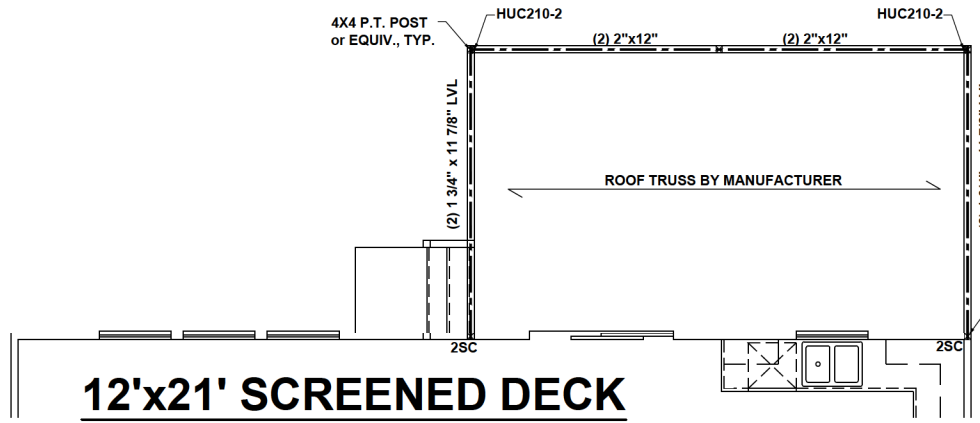 HUC210-2
HUC210-2
4X4 P.T. POST
or EQUIV., TYP.
(2) 2"x12"
(2) 2"x12"
(2) 1 3/4" x 11 7/8" LVL
ROOF TRUSS BY MANUFACTURER
2SC
2SC
12'x21' SCREENED DECK